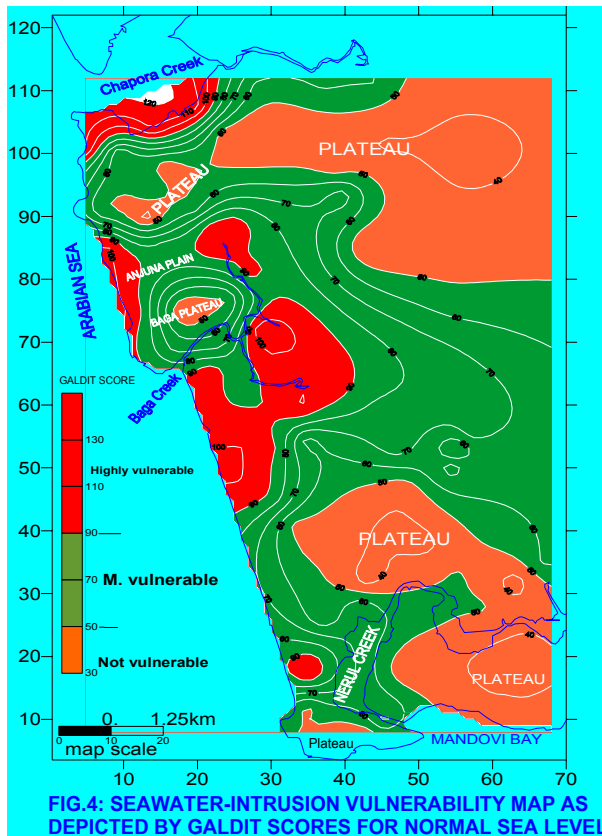 120
110
100
90
80
70
60
50
40
30
20
10
10
20
30
40
50
60
70
Chapora Creek
120
110
PLATEAU
PLATEAU
ARABIAN SEA
ANJUNA PLAIN
BAGA PLATEAU
Baga Creek
GALDIT SCORE
130
Highly vulnerable
110
90
70
M. vulnerable
50
Not vulnerable
30
PLATEAU
NERUL CREEK
PLATEAU
Plateau
MANDOVI BAY
0. 1.25km
0 10 20
map scale
FIG.4: SEAWATER-INTRUSION VULNERABILITY MAP AS
DEPICTED BY GALDIT SCORES FOR NORMAL SEA LEVEL